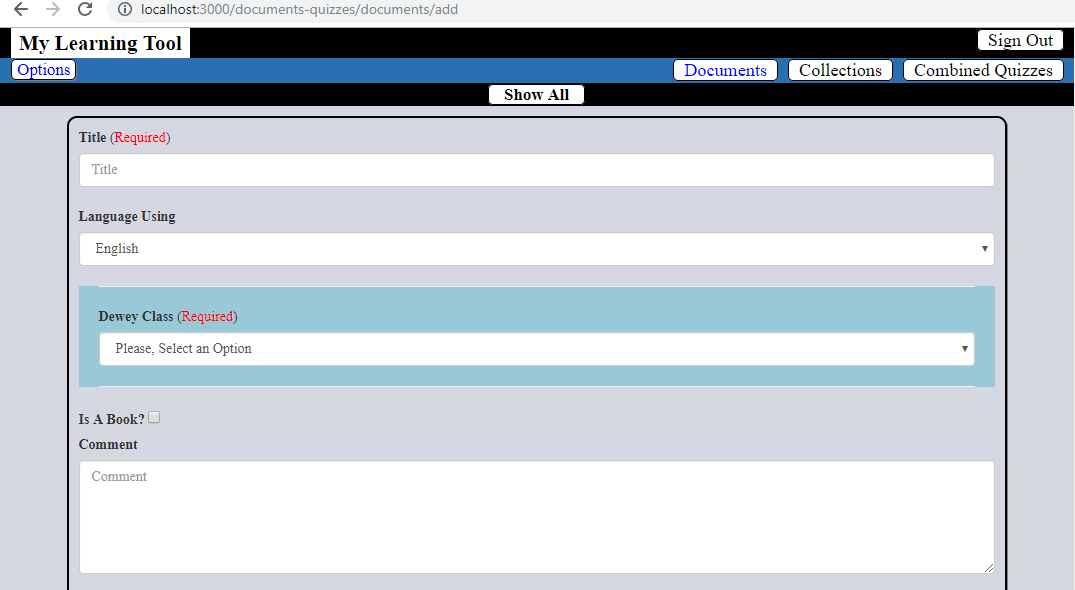 localhost:3000/documents-quizzes/documents/add
My Learning Tool
Sign Out
Options
Documents Collections Combined Quizzes
Show All
Title (Required)
Title
Language Using
English
Dewey Class (Required)
Please, Select an Option
Is A Book?
Comment
Comment